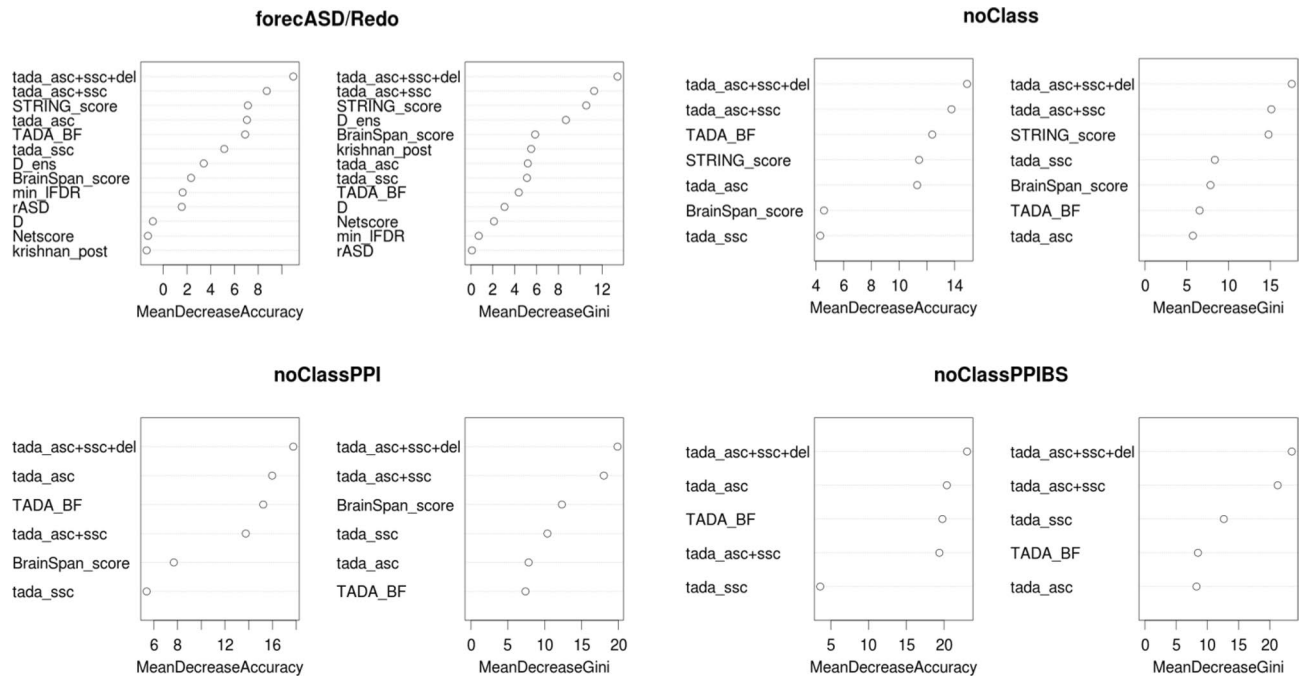 forecASD/Redo
tada_asc+ssc+del
tada_asc+ssc
STRING_score
tada_asc
TADA_BF
tada_ssc
D_ens
BrainSpan_score
min_lFDR
rASD
D
Netscore
krishnan_post
0 2 4 6 8
MeanDecreaseAccuracy
tada_asc+ssc+del
tada_asc+ssc
STRING_score
D_ens
BrainSpan_score
krishnan_post
tada_asc
tada_ssc
TADA_BF
D
Netscore
min_lFDR
rASD
0 2 4 6 8 12
MeanDecreaseGini
noClass
tada_asc+ssc+del
tada_asc+ssc
TADA_BF
STRING_score
tada_asc
BrainSpan_score
tada_ssc
4 6 8 11 14
MeanDecreaseAccuracy
tada_asc+ssc+del
tada_asc+ssc
STRING_score
tada_ssc
BrainSpan_score
TADA_BF
tada_asc
0 5 10 15
MeanDecreaseGini
noClassPPI
tada_asc+ssc+del
tada_asc
TADA_BF
tada_asc+ssc
BrainSpan_score
tada_ssc
6 8 12 16
MeanDecreaseAccuracy
tada_asc+ssc+del
tada_asc+ssc
BrainSpan_score
tada_ssc
tada_asc
TADA_BF
0 5 10 15 20
MeanDecreaseGini
noClassPPIBS
tada_asc+ssc+del
tada_asc
TADA_BF
tada_asc+ssc
tada_ssc
5 10 15 20
MeanDecreaseAccuracy
tada_asc+ssc+del
tada_asc+ssc
tada_ssc
TADA_BF
tada_asc
0 5 10 20
MeanDecreaseGini